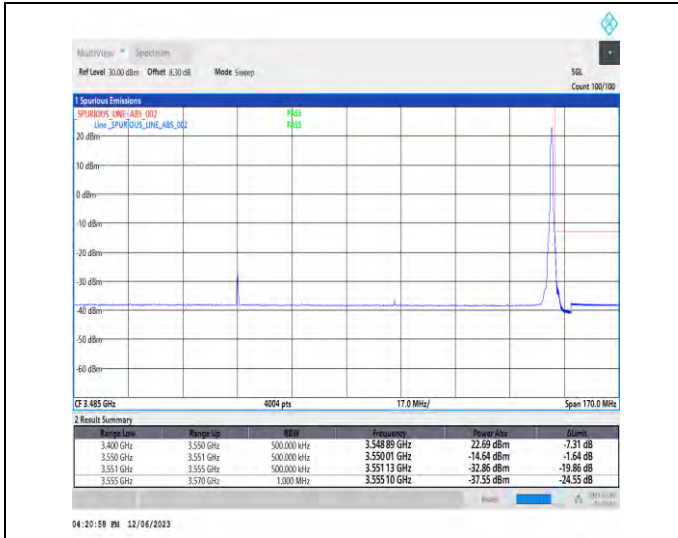 MultiView Spectrum
Ref Level 30.00 dBm Offset 8.30 dB Mode Sweep SGL
Count 100/100
1 Spurious Emissions
SPURIOUS_LINE_ABS_002 PASS
Line _SPURIOUS_LINE_ABS_002 PASS
20 dBm
10 dBm
0 dBm
-10 dBm
-20 dBm
-30 dBm
-40 dBm
-50 dBm
-60 dBm
CF 3.485 GHz 4004 pts 17.0 MHz/ Span 170.0 MHz
2 Result Summary
Range Low Range Up RBW Frequency Power Abs ΔLimit
3.400 GHz 3.550 GHz 500.000 kHz 3.548 89 GHz 22.69 dBm -7.31 dB
3.550 GHz 3.551 GHz 500.000 kHz 3.550 01 GHz -14.64 dBm -1.64 dB
3.551 GHz 3.555 GHz 500.000 kHz 3.551 13 GHz -32.86 dBm -19.86 dB
3.555 GHz 3.570 GHz 1.000 MHz 3.555 10 GHz -37.55 dBm -24.55 dB
04:20:58 PM 12/06/2023